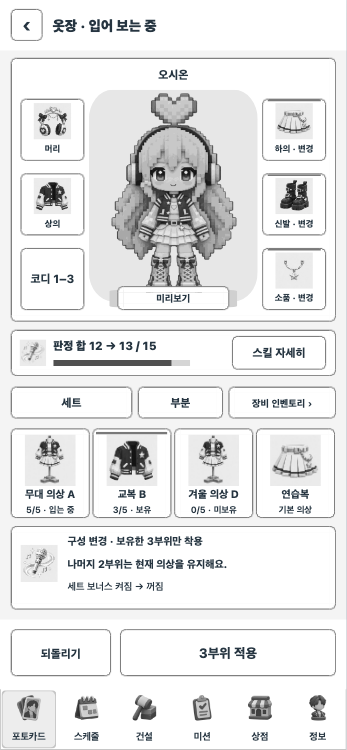 ‹ 옷장 · 입어 보는 중
오시온
머리
하의 · 변경
상의
신발 · 변경
코디 1–3
소품 · 변경
미리보기
판정 합 12 → 13 / 15
스킬 자세히
세트
부분
장비 인벤토리 ›
무대 의상 A
교복 B
겨울 의상 D
연습복
5/5 · 입는 중
3/5 · 보유
0/5 · 미보유
기본 의상
구성 변경 · 보유한 3부위만 착용
나머지 2부위는 현재 의상을 유지해요.
세트 보너스 켜짐 → 꺼짐
되돌리기
3부위 적용
포토카드
스케줄
건설
미션
상점
정보